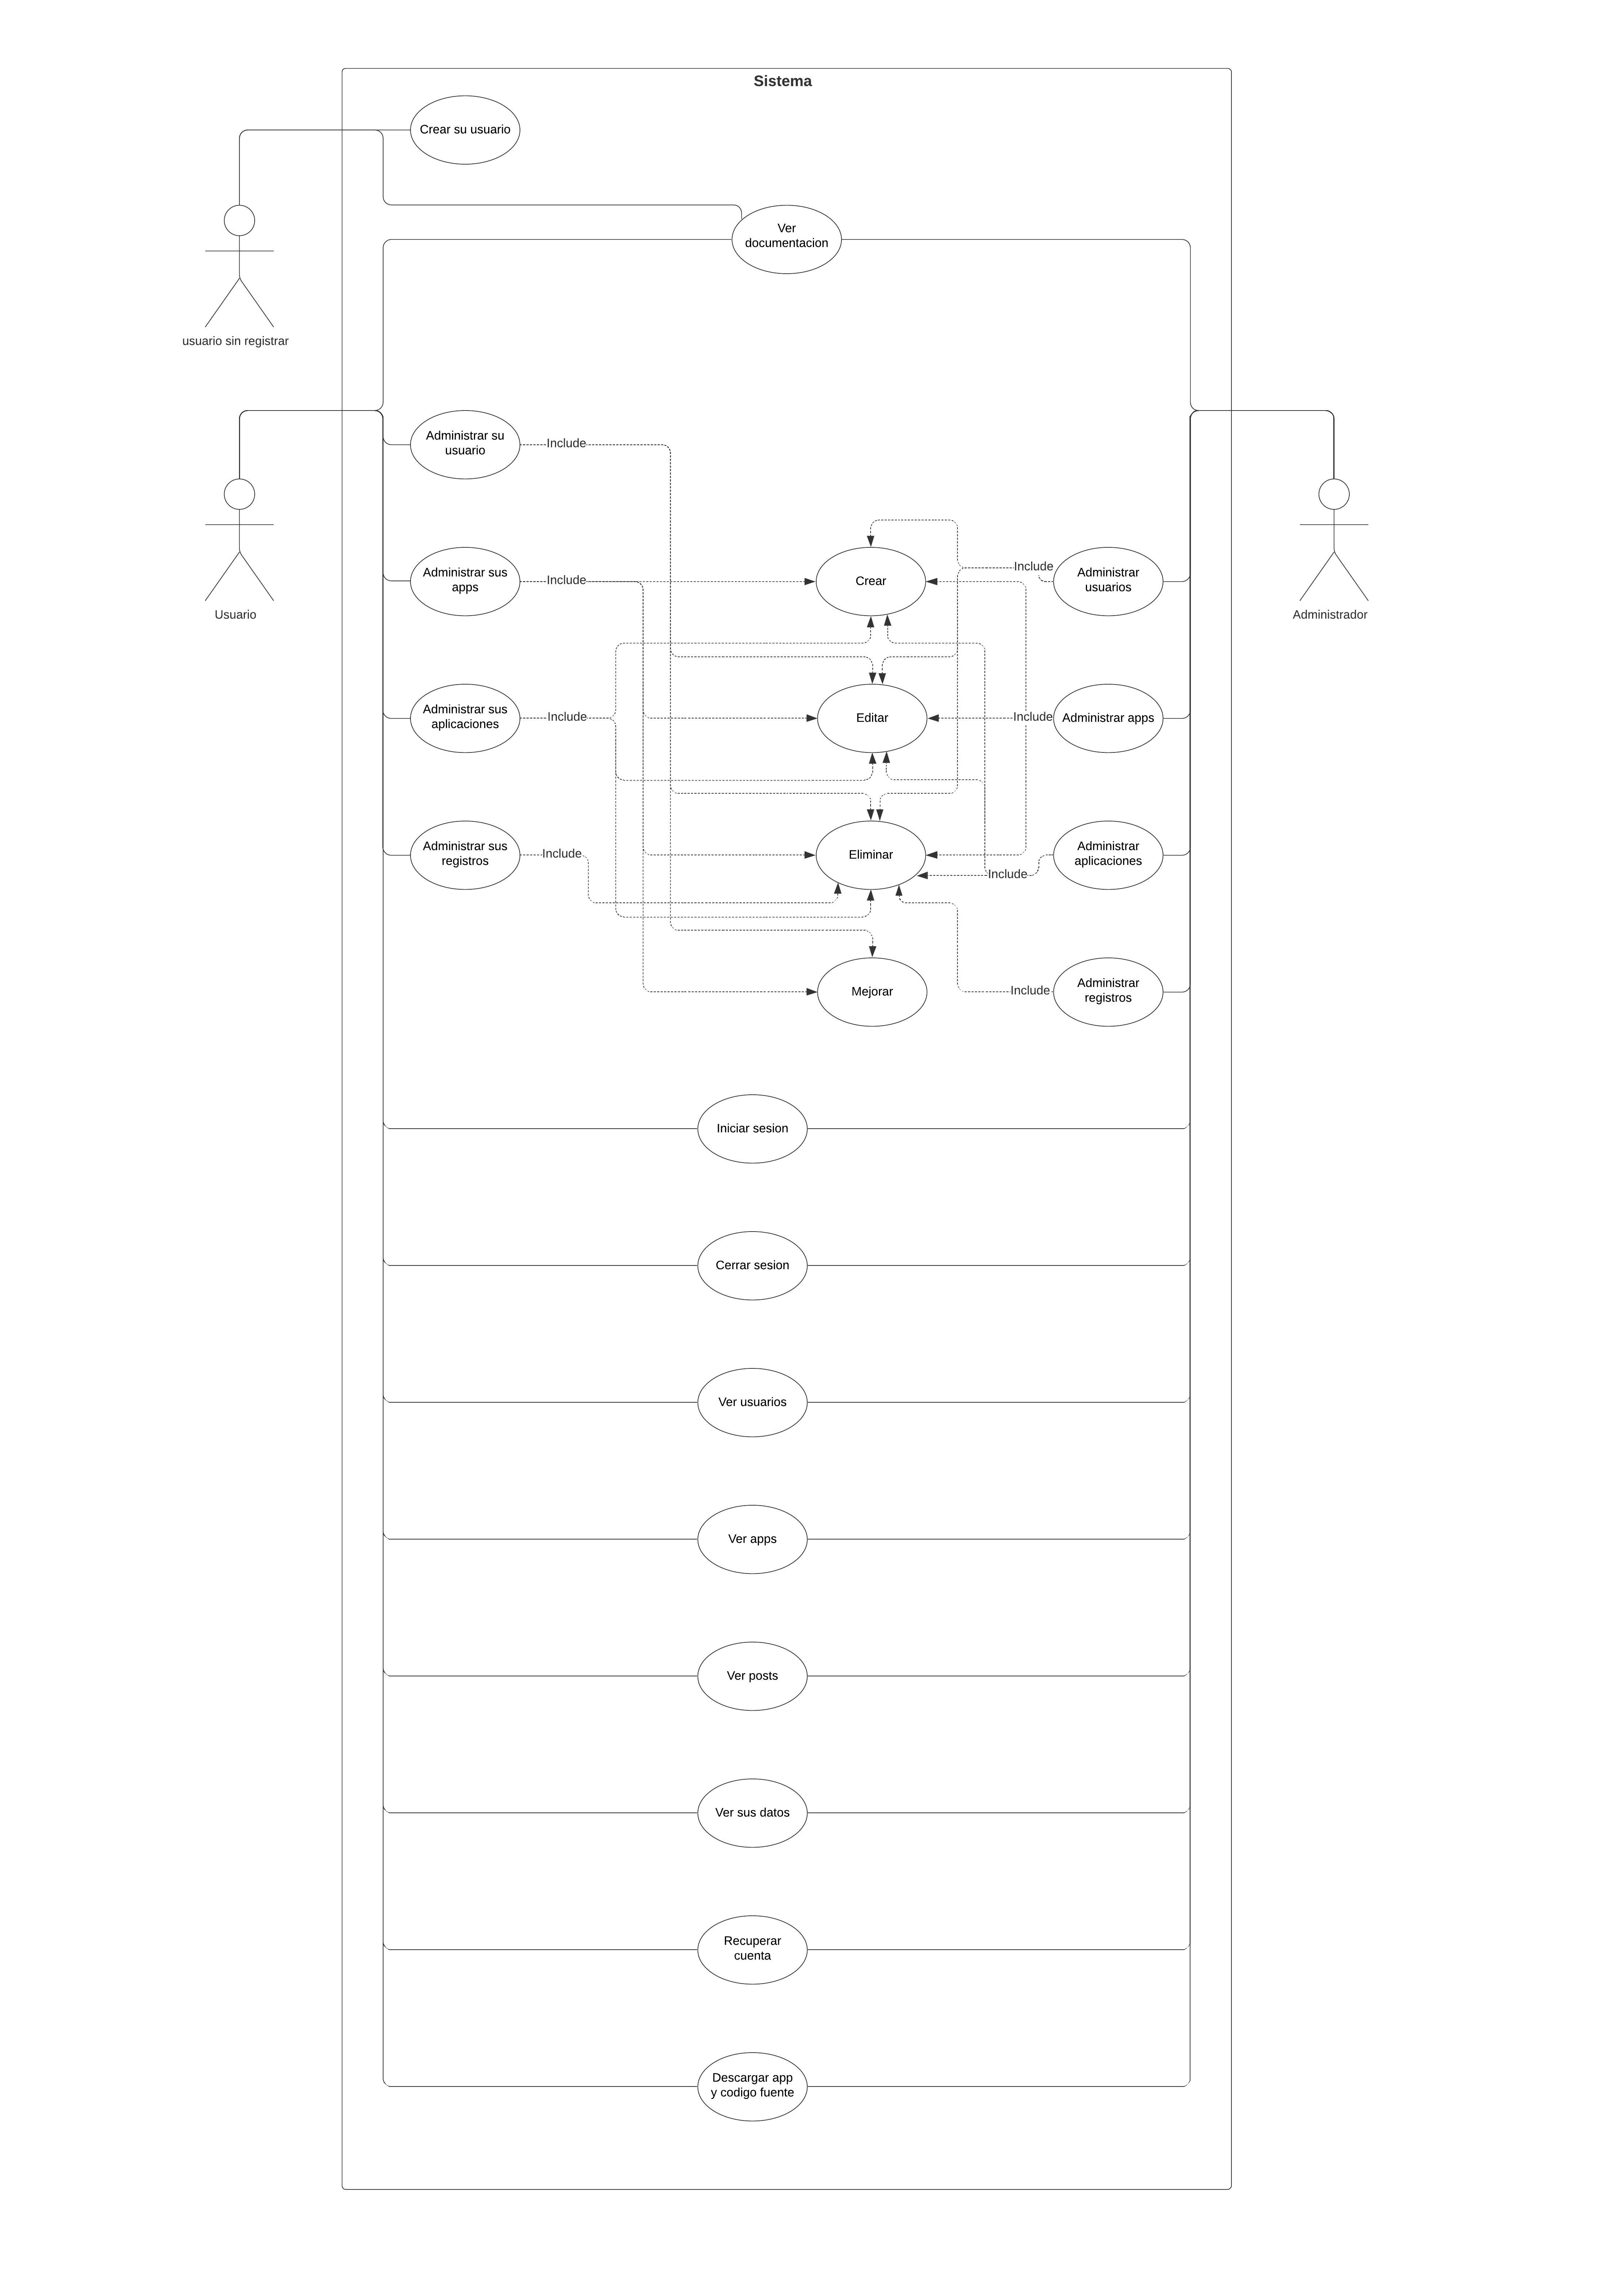 Sistema
Crear su usuario
Ver
documentacion
usuario sin registrar
Administrar su
usuario
Include
Usuario
Administrar sus
apps
Include
Crear
Include
Administrar
usuarios
Administrador
Administrar sus
aplicaciones
Include
Editar
Include
Administrar apps
Administrar sus
registros
Include
Eliminar
Include
Administrar
aplicaciones
Mejorar
Include
Administrar
registros
Iniciar sesion
Cerrar sesion
Ver usuarios
Ver apps
Ver posts
Ver sus datos
Recuperar
cuenta
Descargar app
y codigo fuente